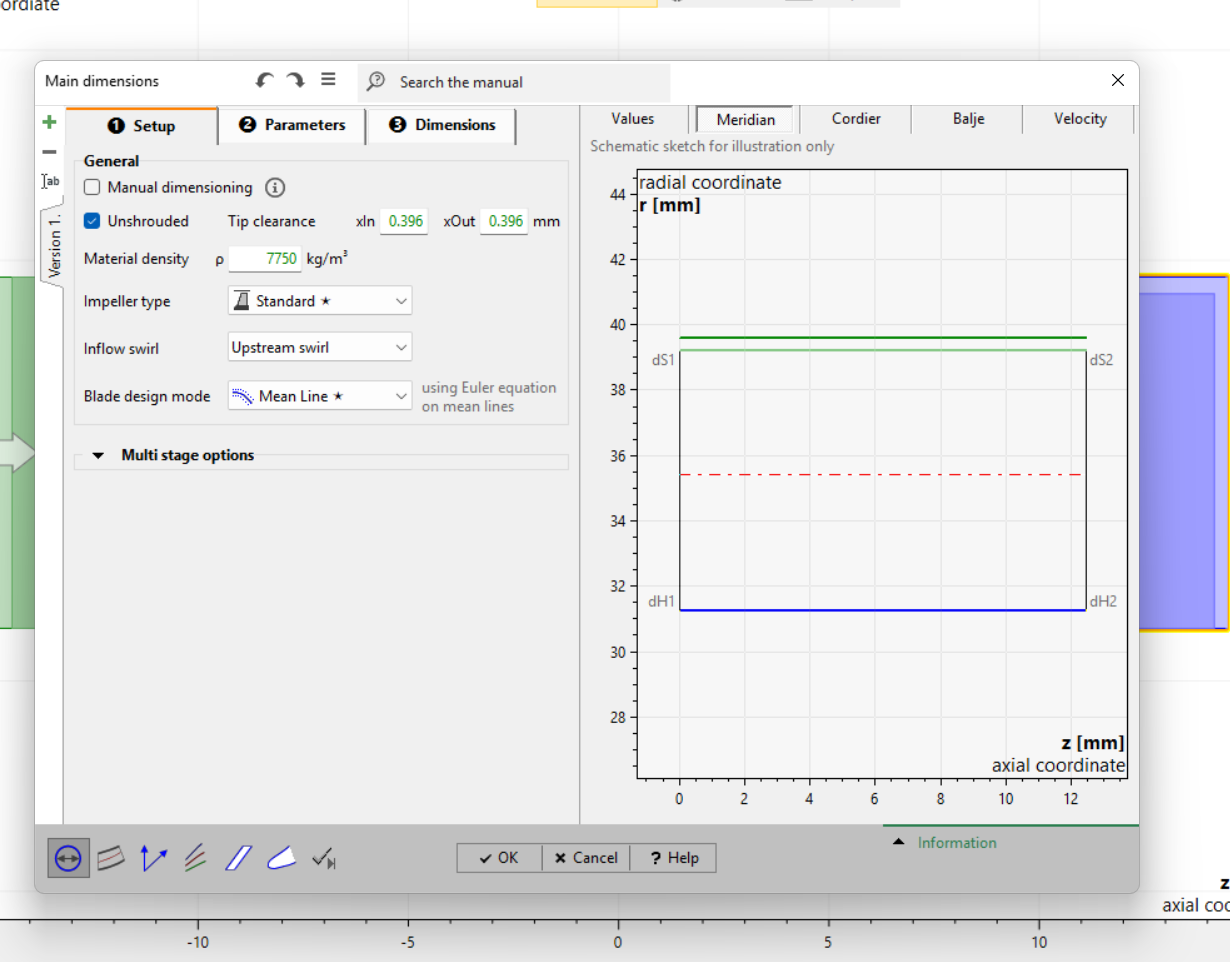 ordiate
Main dimensions
Search the manual
1 Setup
2 Parameters
3 Dimensions
Values
Meridian
Cordier
Balje
Velocity
Schematic sketch for illustration only
ab
Version 1.
General
Manual dimensioning
Unshrouded Tip clearance xIn 0.396 xOut 0.396 mm
Material density ρ 7750 kg/m³
Impeller type Standard ★
Inflow swirl Upstream swirl
Blade design mode Mean Line ★ using Euler equation
on mean lines
Multi stage options
radial coordinate
r [mm]
44
42
40
38
36
34
32
30
28
dS1
dS2
dH1
dH2
z [mm]
axial coordinate
0 2 4 6 8 10 12
OK
Cancel
? Help
Information
z
axial coo
-10 -5 0 5 10